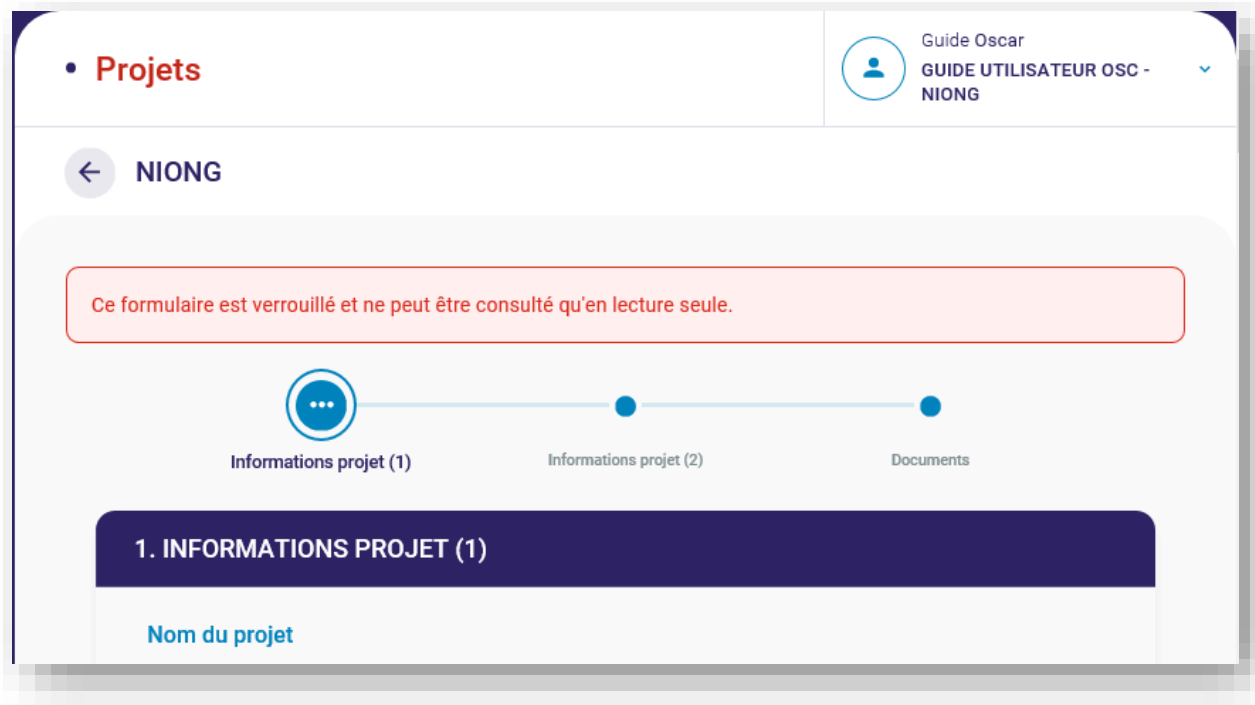 • Projets
Guide Oscar
GUIDE UTILISATEUR OSC -
NIONG
NIONG
Ce formulaire est verrouillé et ne peut être consulté qu'en lecture seule.
Informations projet (1)
Informations projet (2)
Documents
1. INFORMATIONS PROJET (1)
Nom du projet